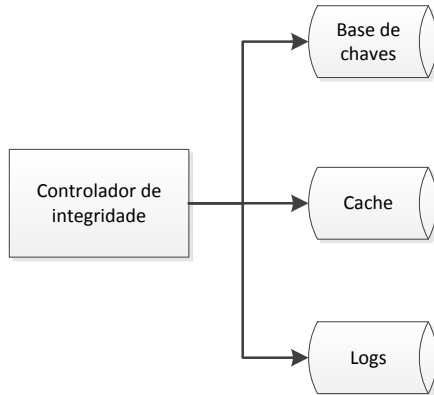 Base de
chaves
Controlador de
integridade
Cache
Logs